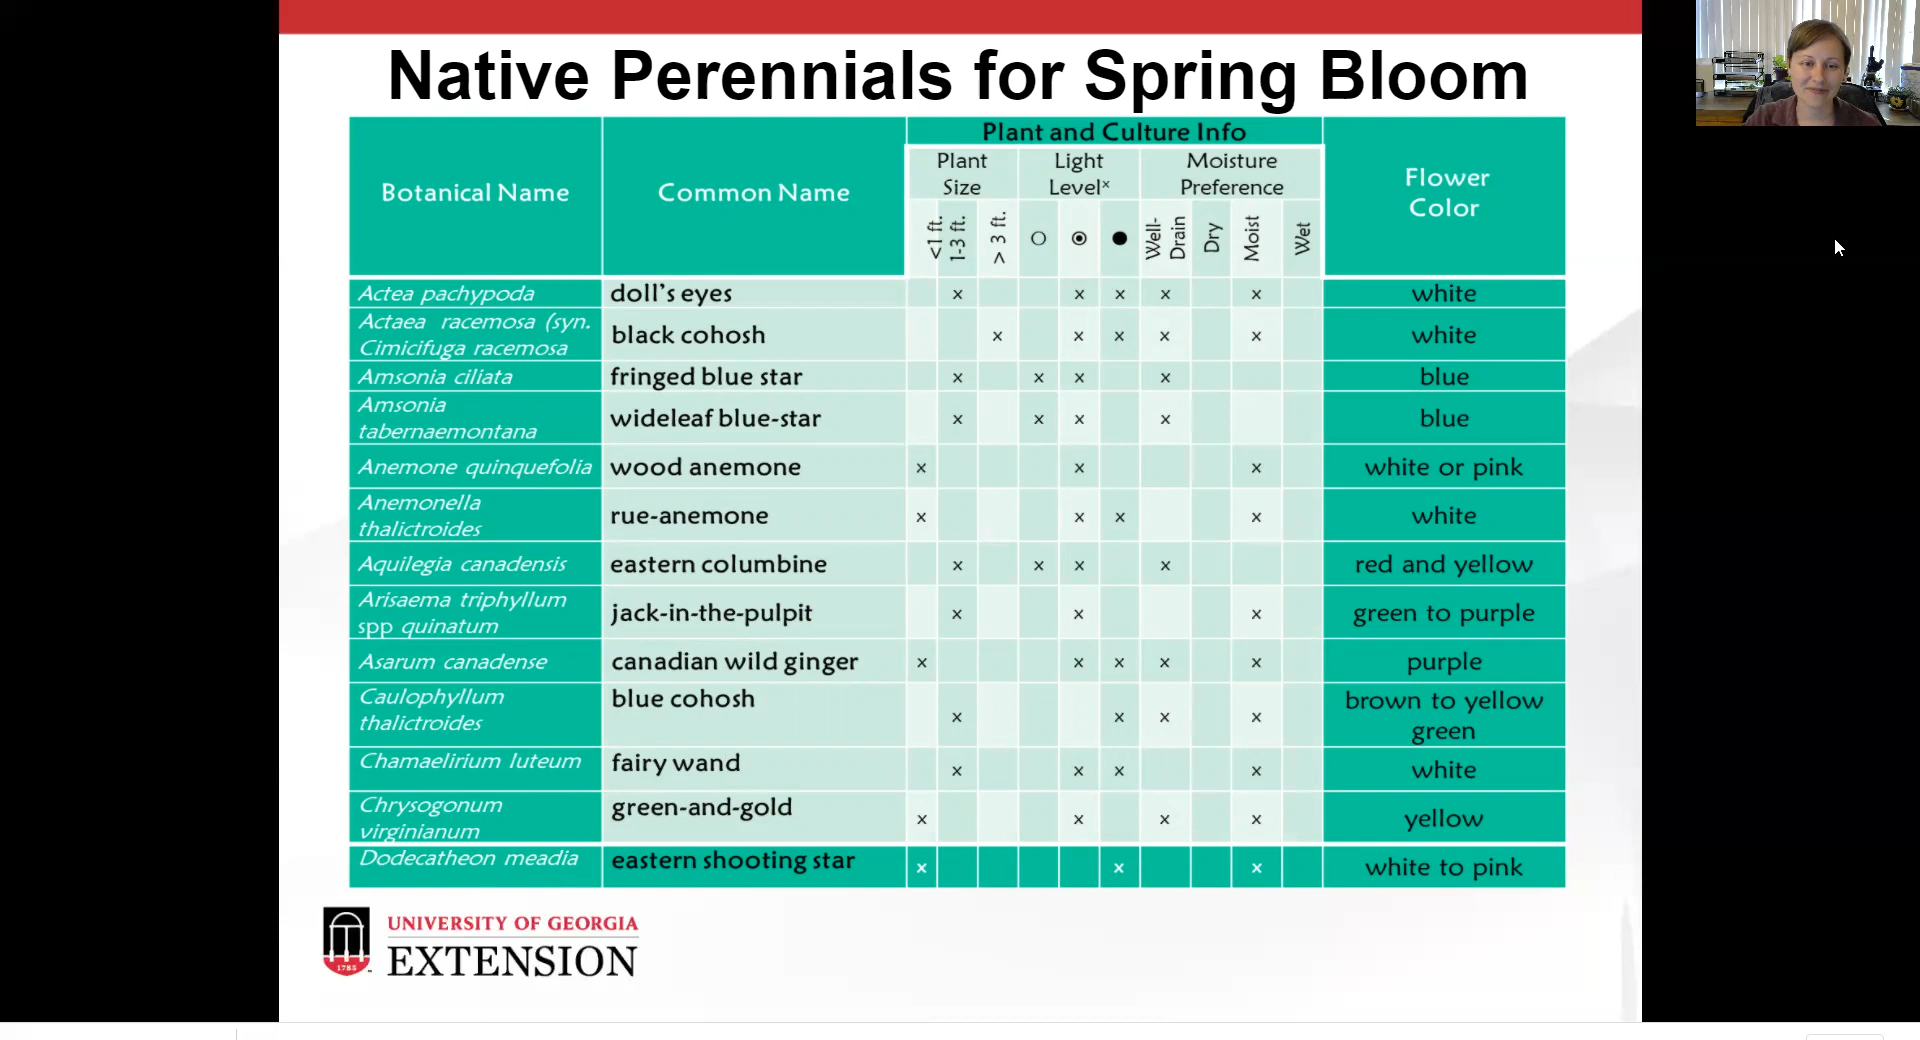 Native Perennials for Spring Bloom
Plant and Culture Info
Botanical Name
Common Name
Plant
Size
Light
Levelˣ
Moisture
Preference
Flower
Color
<1 ft.
1-3 ft.
> 3 ft.
○
◉
●
Well-
Drain
Dry
Moist
Wet
Actea pachypoda doll’s eyes x x x x x white
Actaea racemosa (syn.
Cimicifuga racemosa
black cohosh x x x x x white
Amsonia ciliata fringed blue star x x x x blue
Amsonia
tabernaemontana
wideleaf blue-star x x x x blue
Anemone quinquefolia wood anemone x x x white or pink
Anemonella
thalictroides
rue-anemone x x x x white
Aquilegia canadensis eastern columbine x x x x red and yellow
Arisaema triphyllum
spp quinatum
jack-in-the-pulpit x x x green to purple
Asarum canadense canadian wild ginger x x x x x purple
Caulophyllum
thalictroides
blue cohosh x x x x
brown to yellow
green
Chamaelirium luteum fairy wand x x x x white
Chrysogonum
virginianum
green-and-gold x x x x yellow
Dodecatheon meadia eastern shooting star x x x white to pink
1785
UNIVERSITY OF GEORGIA
EXTENSION